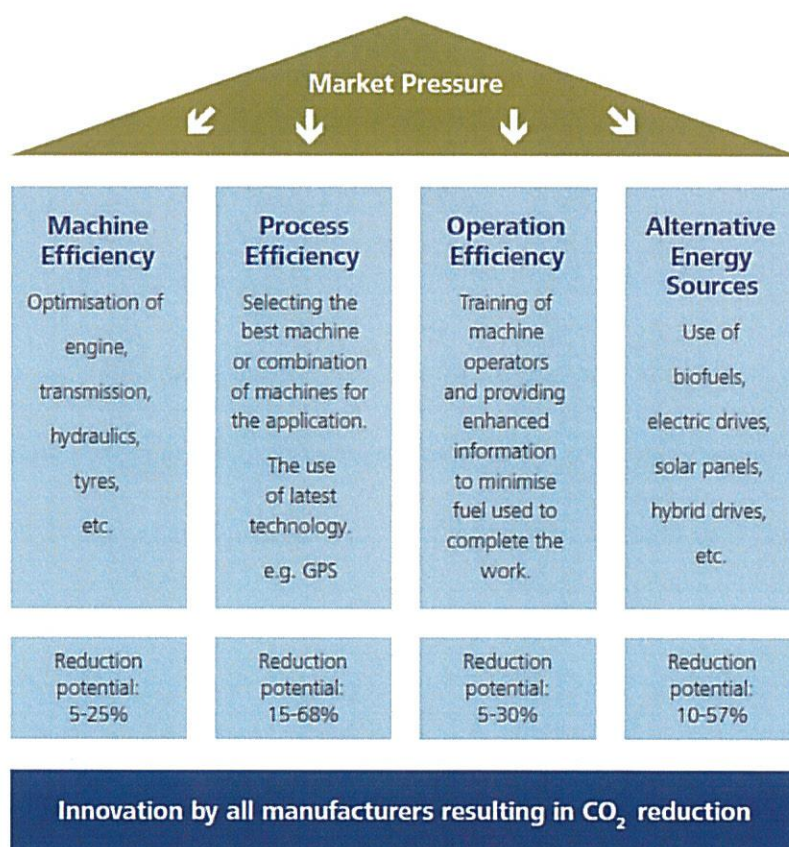 Market Pressure
Machine
Efficiency
Optimisation of
engine,
transmission,
hydraulics,
tyres,
etc.
Reduction
potential:
5-25%
Process
Efficiency
Selecting the
best machine
or combination
of machines for
the application.
The use
of latest
technology.
e.g. GPS
Reduction
potential:
15-68%
Operation
Efficiency
Training of
machine
operators
and providing
enhanced
information
to minimise
fuel used to
complete the
work.
Reduction
potential:
5-30%
Alternative
Energy
Sources
Use of
biofuels,
electric drives,
solar panels,
hybrid drives,
etc.
Reduction
potential:
10-57%
Innovation by all manufacturers resulting in CO₂ reduction